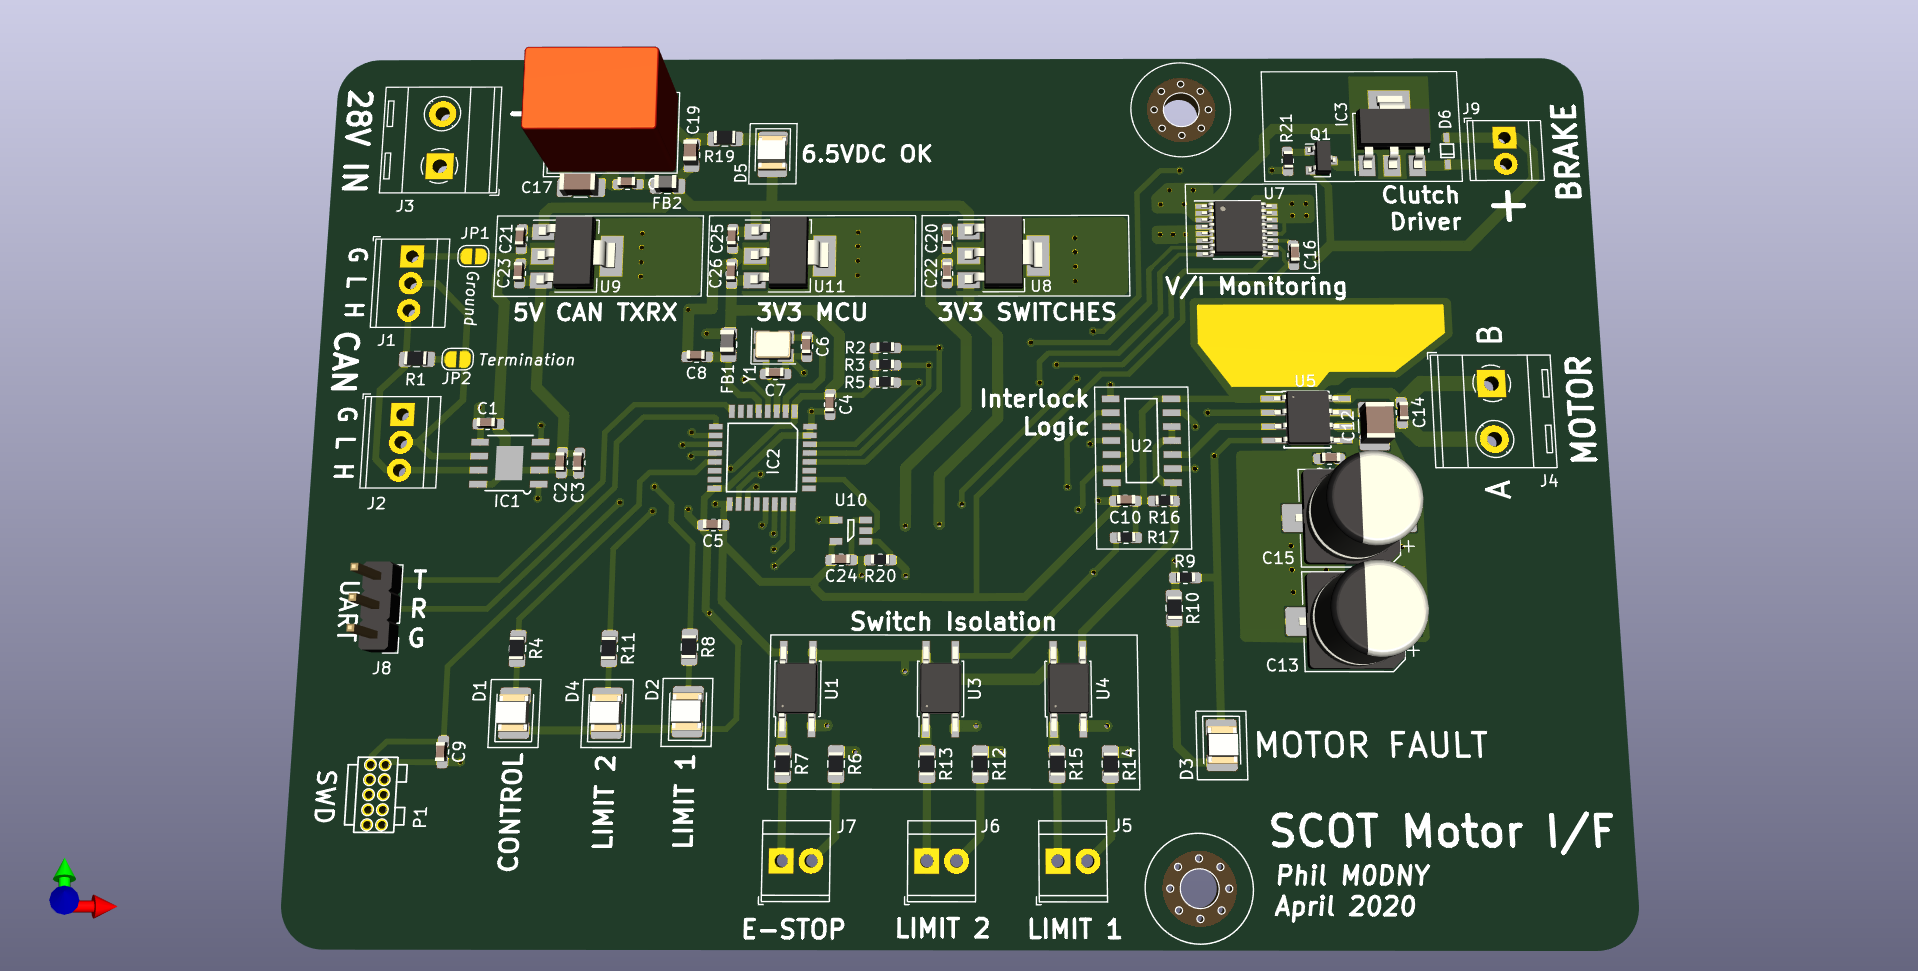 28V IN
J3
C17
FB2
C19
R19
D5
6.5VDC OK
R21
Q1
IC3
D6
J9
BRAKE
+
Clutch
Driver
U7
C16
V/I Monitoring
G L H
J1
JP1
Ground
C21
C23
U9
5V CAN TXRX
C25
C26
U11
3V3 MCU
C20
C22
U8
3V3 SWITCHES
CAN
R1
JP2
Termination
C8
FB1
Y1
C6
C7
R2
R3
R5
C4
G L H
J2
C1
C2
C3
IC1
IC2
C5
U10
C24
R20
Interlock
Logic
U2
C10
R16
R17
U5
C12
C14
B
A
J4
MOTOR
C15
+
C13
+
R9
R10
UART
T
R
G
J8
R4
R11
R8
D1
D4
D2
CONTROL
LIMIT 2
LIMIT 1
C9
SWD
P1
Switch Isolation
U1
U3
U4
R7
R6
R13
R12
R15
R14
J7
J6
J5
E-STOP
LIMIT 2
LIMIT 1
D3
MOTOR FAULT
SCOT Motor I/F
Phil MODNY
April 2020